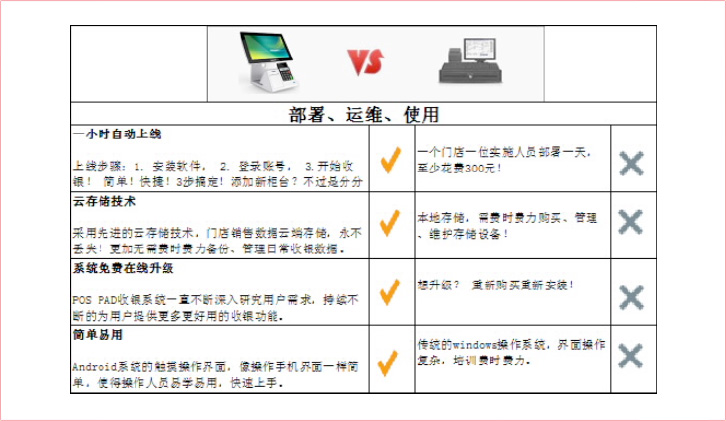 VS
部署、运维、使用
一小时自动上线
上线步骤：1. 安装软件， 2. 登录账号， 3.开始收
银！ 简单！快捷！3步搞定！添加新柜台？不过是分分
一个门店一位实施人员部署一天，
至少花费300元！
云存储技术
采用先进的云存储技术，门店销售数据云端存储，永不
丢失！更加无需费时费力备份、管理日常收银数据。
本地存储，需费时费力购买、管理
、维护存储设备！
系统免费在线升级
POS PAD收银系统一直不断深入研究用户需求，持续不
断的为用户提供更多更好用的收银功能。
想升级？ 重新购买重新安装！
简单易用
Android系统的触摸操作界面，像操作手机界面一样简
单，使得操作人员易学易用，快速上手。
传统的windows操作系统，界面操作
复杂，培训费时费力。